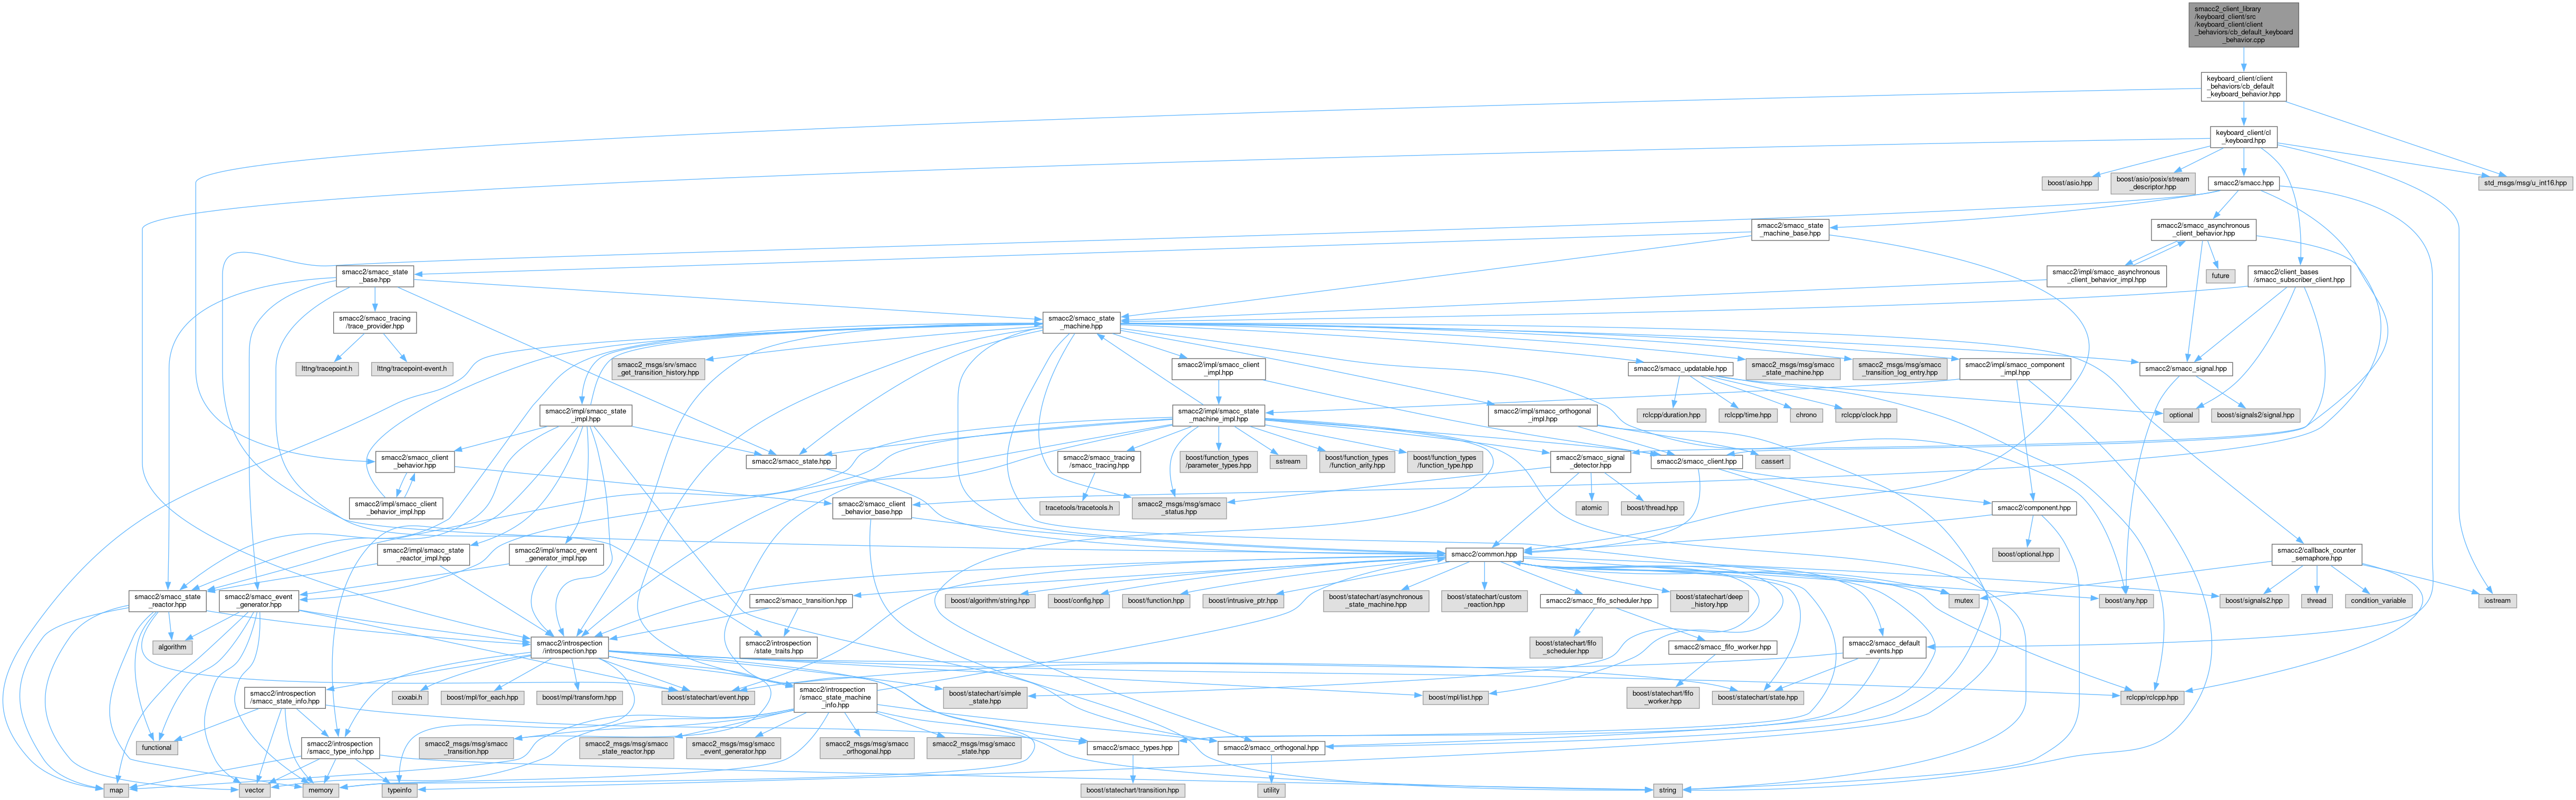 smacc2_client_library
/keyboard_client/src
/keyboard_client/client
_behaviors/cb_default_keyboard
_behavior.cpp
keyboard_client/client
_behaviors/cb_default
_keyboard_behavior.hpp
keyboard_client/cl
_keyboard.hpp
boost/asio.hpp
boost/asio/posix/stream
_descriptor.hpp
smacc2/smacc.hpp
std_msgs/msg/u_int16.hpp
smacc2/smacc_state
_machine_base.hpp
smacc2/smacc_asynchronous
_client_behavior.hpp
smacc2/smacc_state
_base.hpp
smacc2/impl/smacc_asynchronous
_client_behavior_impl.hpp
future
smacc2/client_bases
/smacc_subscriber_client.hpp
smacc2/smacc_tracing
/trace_provider.hpp
smacc2/smacc_state
_machine.hpp
lttng/tracepoint.h
lttng/tracepoint-event.h
smacc2_msgs/srv/smacc
_get_transition_history.hpp
smacc2/impl/smacc_client
_impl.hpp
smacc2/smacc_updatable.hpp
smacc2_msgs/msg/smacc
_state_machine.hpp
smacc2_msgs/msg/smacc
_transition_log_entry.hpp
smacc2/impl/smacc_component
_impl.hpp
smacc2/smacc_signal.hpp
smacc2/impl/smacc_state
_impl.hpp
smacc2/impl/smacc_state
_machine_impl.hpp
smacc2/impl/smacc_orthogonal
_impl.hpp
rclcpp/duration.hpp
rclcpp/time.hpp
chrono
rclcpp/clock.hpp
optional
boost/signals2/signal.hpp
smacc2/smacc_client
_behavior.hpp
smacc2/smacc_state.hpp
smacc2/smacc_tracing
/smacc_tracing.hpp
boost/function_types
/parameter_types.hpp
sstream
boost/function_types
/function_arity.hpp
boost/function_types
/function_type.hpp
smacc2/smacc_signal
_detector.hpp
smacc2/smacc_client.hpp
cassert
smacc2/impl/smacc_client
_behavior_impl.hpp
smacc2/smacc_client
_behavior_base.hpp
tracetools/tracetools.h
smacc2_msgs/msg/smacc
_status.hpp
atomic
boost/thread.hpp
smacc2/component.hpp
smacc2/impl/smacc_state
_reactor_impl.hpp
smacc2/impl/smacc_event
_generator_impl.hpp
smacc2/common.hpp
boost/optional.hpp
smacc2/callback_counter
_semaphore.hpp
smacc2/smacc_state
_reactor.hpp
smacc2/smacc_event
_generator.hpp
smacc2/smacc_transition.hpp
boost/algorithm/string.hpp
boost/config.hpp
boost/function.hpp
boost/intrusive_ptr.hpp
boost/statechart/asynchronous
_state_machine.hpp
boost/statechart/custom
_reaction.hpp
smacc2/smacc_fifo_scheduler.hpp
boost/statechart/deep
_history.hpp
mutex
boost/any.hpp
boost/signals2.hpp
thread
condition_variable
iostream
algorithm
smacc2/introspection
/introspection.hpp
smacc2/introspection
/state_traits.hpp
boost/statechart/fifo
_scheduler.hpp
smacc2/smacc_fifo_worker.hpp
smacc2/smacc_default
_events.hpp
smacc2/introspection
/smacc_state_info.hpp
cxxabi.h
boost/mpl/for_each.hpp
boost/mpl/transform.hpp
boost/statechart/event.hpp
smacc2/introspection
/smacc_state_machine
_info.hpp
boost/statechart/simple
_state.hpp
boost/mpl/list.hpp
boost/statechart/fifo
_worker.hpp
boost/statechart/state.hpp
rclcpp/rclcpp.hpp
functional
smacc2/introspection
/smacc_type_info.hpp
smacc2_msgs/msg/smacc
_transition.hpp
smacc2_msgs/msg/smacc
_state_reactor.hpp
smacc2_msgs/msg/smacc
_event_generator.hpp
smacc2_msgs/msg/smacc
_orthogonal.hpp
smacc2_msgs/msg/smacc
_state.hpp
smacc2/smacc_types.hpp
smacc2/smacc_orthogonal.hpp
map
vector
memory
typeinfo
boost/statechart/transition.hpp
utility
string